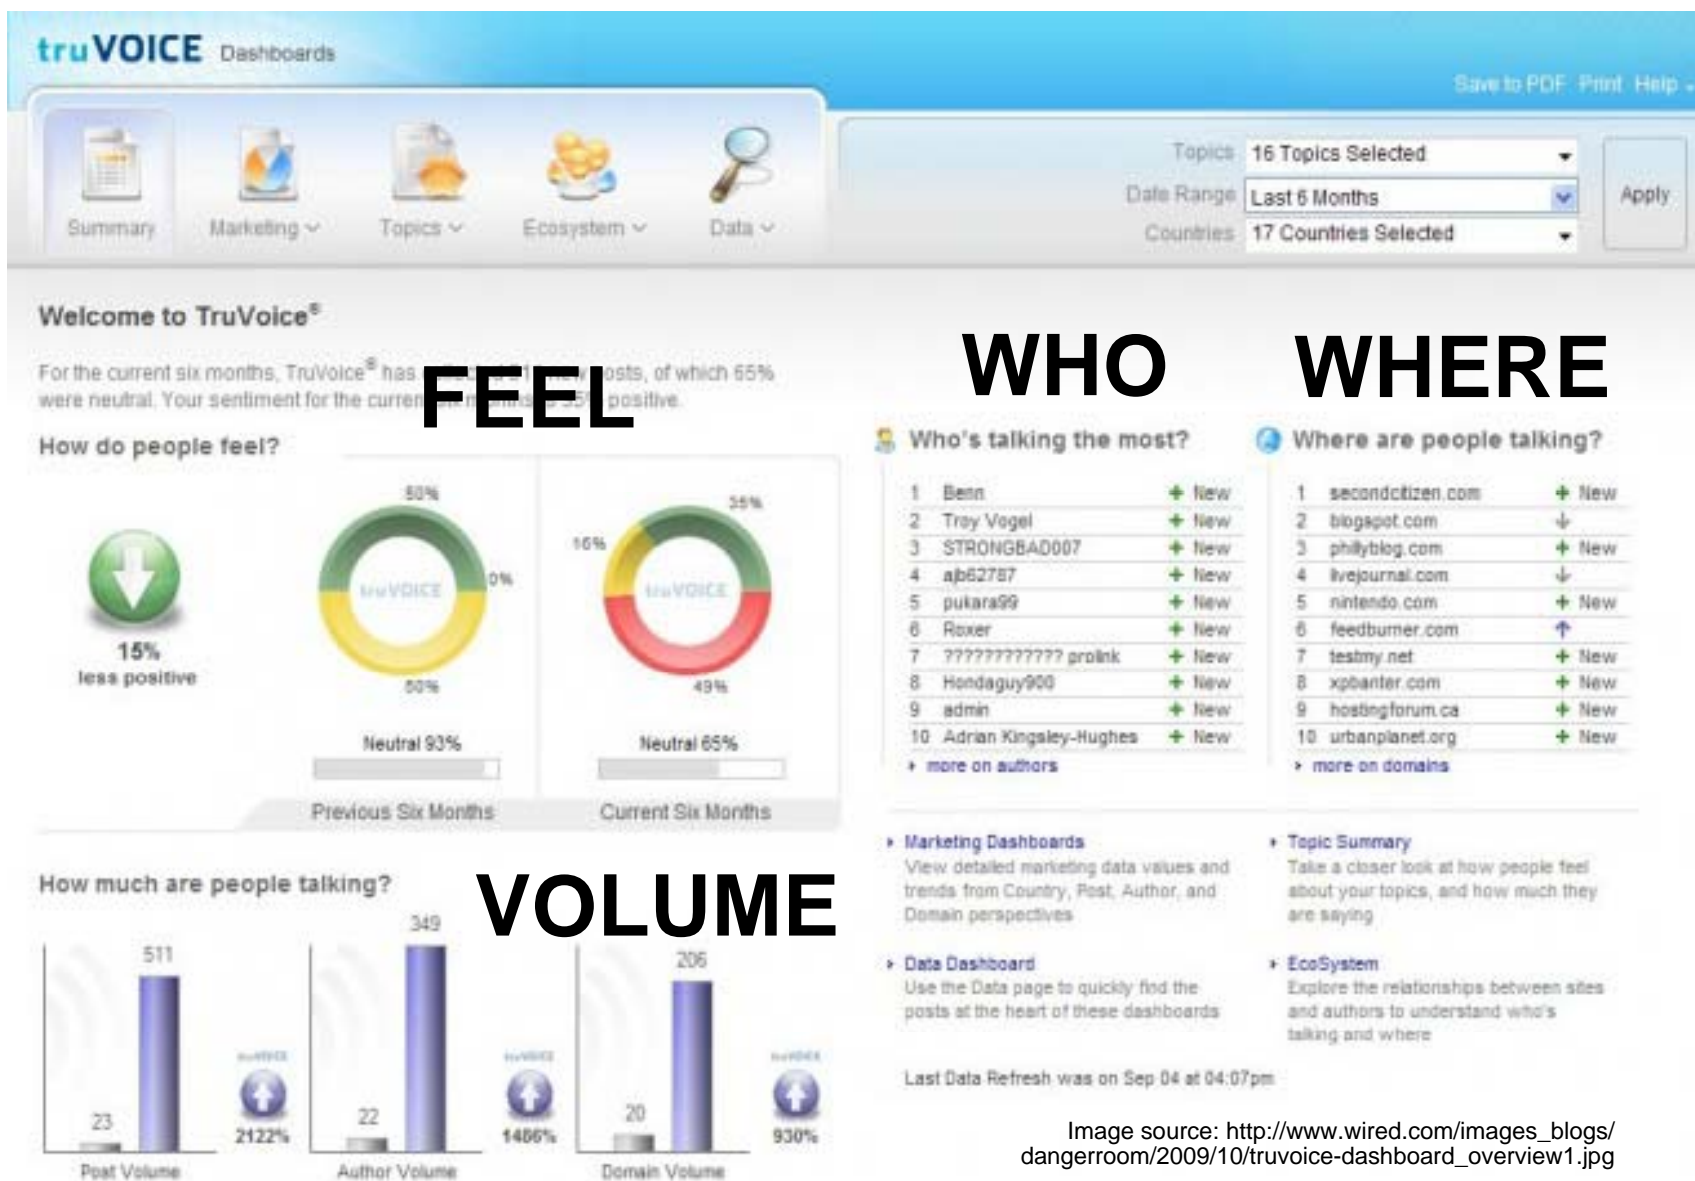 truVOICE Dashboards
Save to PDF Print Help
Summary
Marketing
Topics
Ecosystem
Data
Topics 16 Topics Selected
Date Range Last 6 Months
Countries 17 Countries Selected
Apply
Welcome to TruVoice®
For the current six months, TruVoice® has posts, of which 65%
were neutral. Your sentiment for the current six months 35% positive.
FEEL
How do people feel?
15%
less positive
50%
0%
truVOICE
50%
Neutral 93%
Previous Six Months
35%
16%
truVOICE
49%
Neutral 65%
Current Six Months
How much are people talking?
VOLUME
23
511
truVOICE
2122%
Post Volume
22
349
truVOICE
1486%
Author Volume
20
206
truVOICE
930%
Domain Volume
WHO
Who's talking the most?
1 Benn + New
2 Troy Vogel + New
3 STRONGBAD007 + New
4 ajb62787 + New
5 pukara99 + New
6 Roxer + New
7 ???????????? prolink + New
8 Hondaguy900 + New
9 admin + New
10 Adrian Kingsley-Hughes + New
more on authors
WHERE
Where are people talking?
1 secondcitizen.com + New
2 blogspot.com
3 phillyblog.com + New
4 livejournal.com
5 nintendo.com + New
6 feedburner.com
7 testmy.net + New
8 xpbanter.com + New
9 hostingforum.ca + New
10 urbanplanet.org + New
more on domains
Marketing Dashboards
View detailed marketing data values and
trends from Country, Post, Author, and
Domain perspectives
Topic Summary
Take a closer look at how people feel
about your topics, and how much they
are saying
Data Dashboard
Use the Data page to quickly find the
posts at the heart of these dashboards
EcoSystem
Explore the relationships between sites
and authors to understand who's
talking and where
Last Data Refresh was on Sep 04 at 04:07pm
Image source: http://www.wired.com/images_blogs/
dangerroom/2009/10/truvoice-dashboard_overview1.jpg